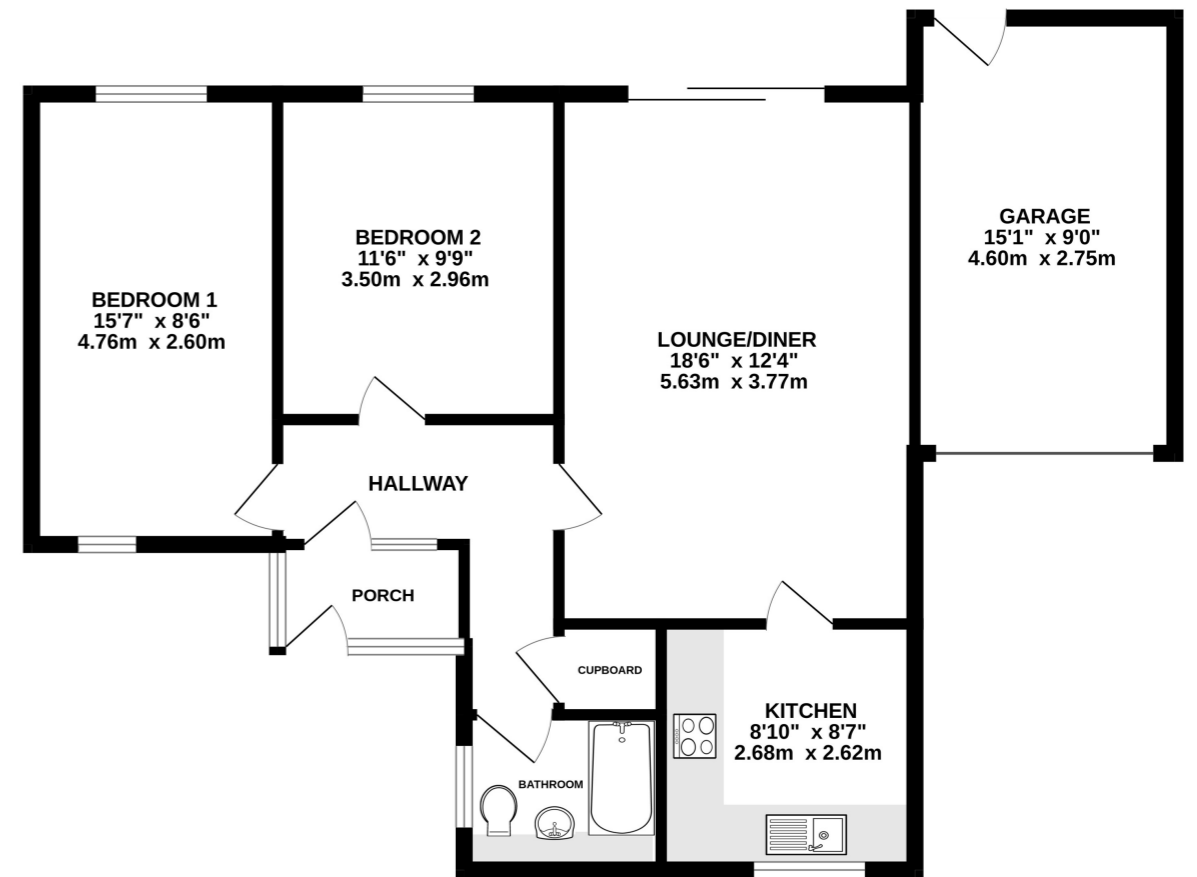 GARAGE
15'1" x 9'0"
4.60m x 2.75m
BEDROOM 2
11'6" x 9'9"
3.50m x 2.96m
BEDROOM 1
15'7" x 8'6"
4.76m x 2.60m
LOUNGE/DINER
18'6" x 12'4"
5.63m x 3.77m
HALLWAY
PORCH
CUPBOARD
KITCHEN
8'10" x 8'7"
2.68m x 2.62m
BATHROOM